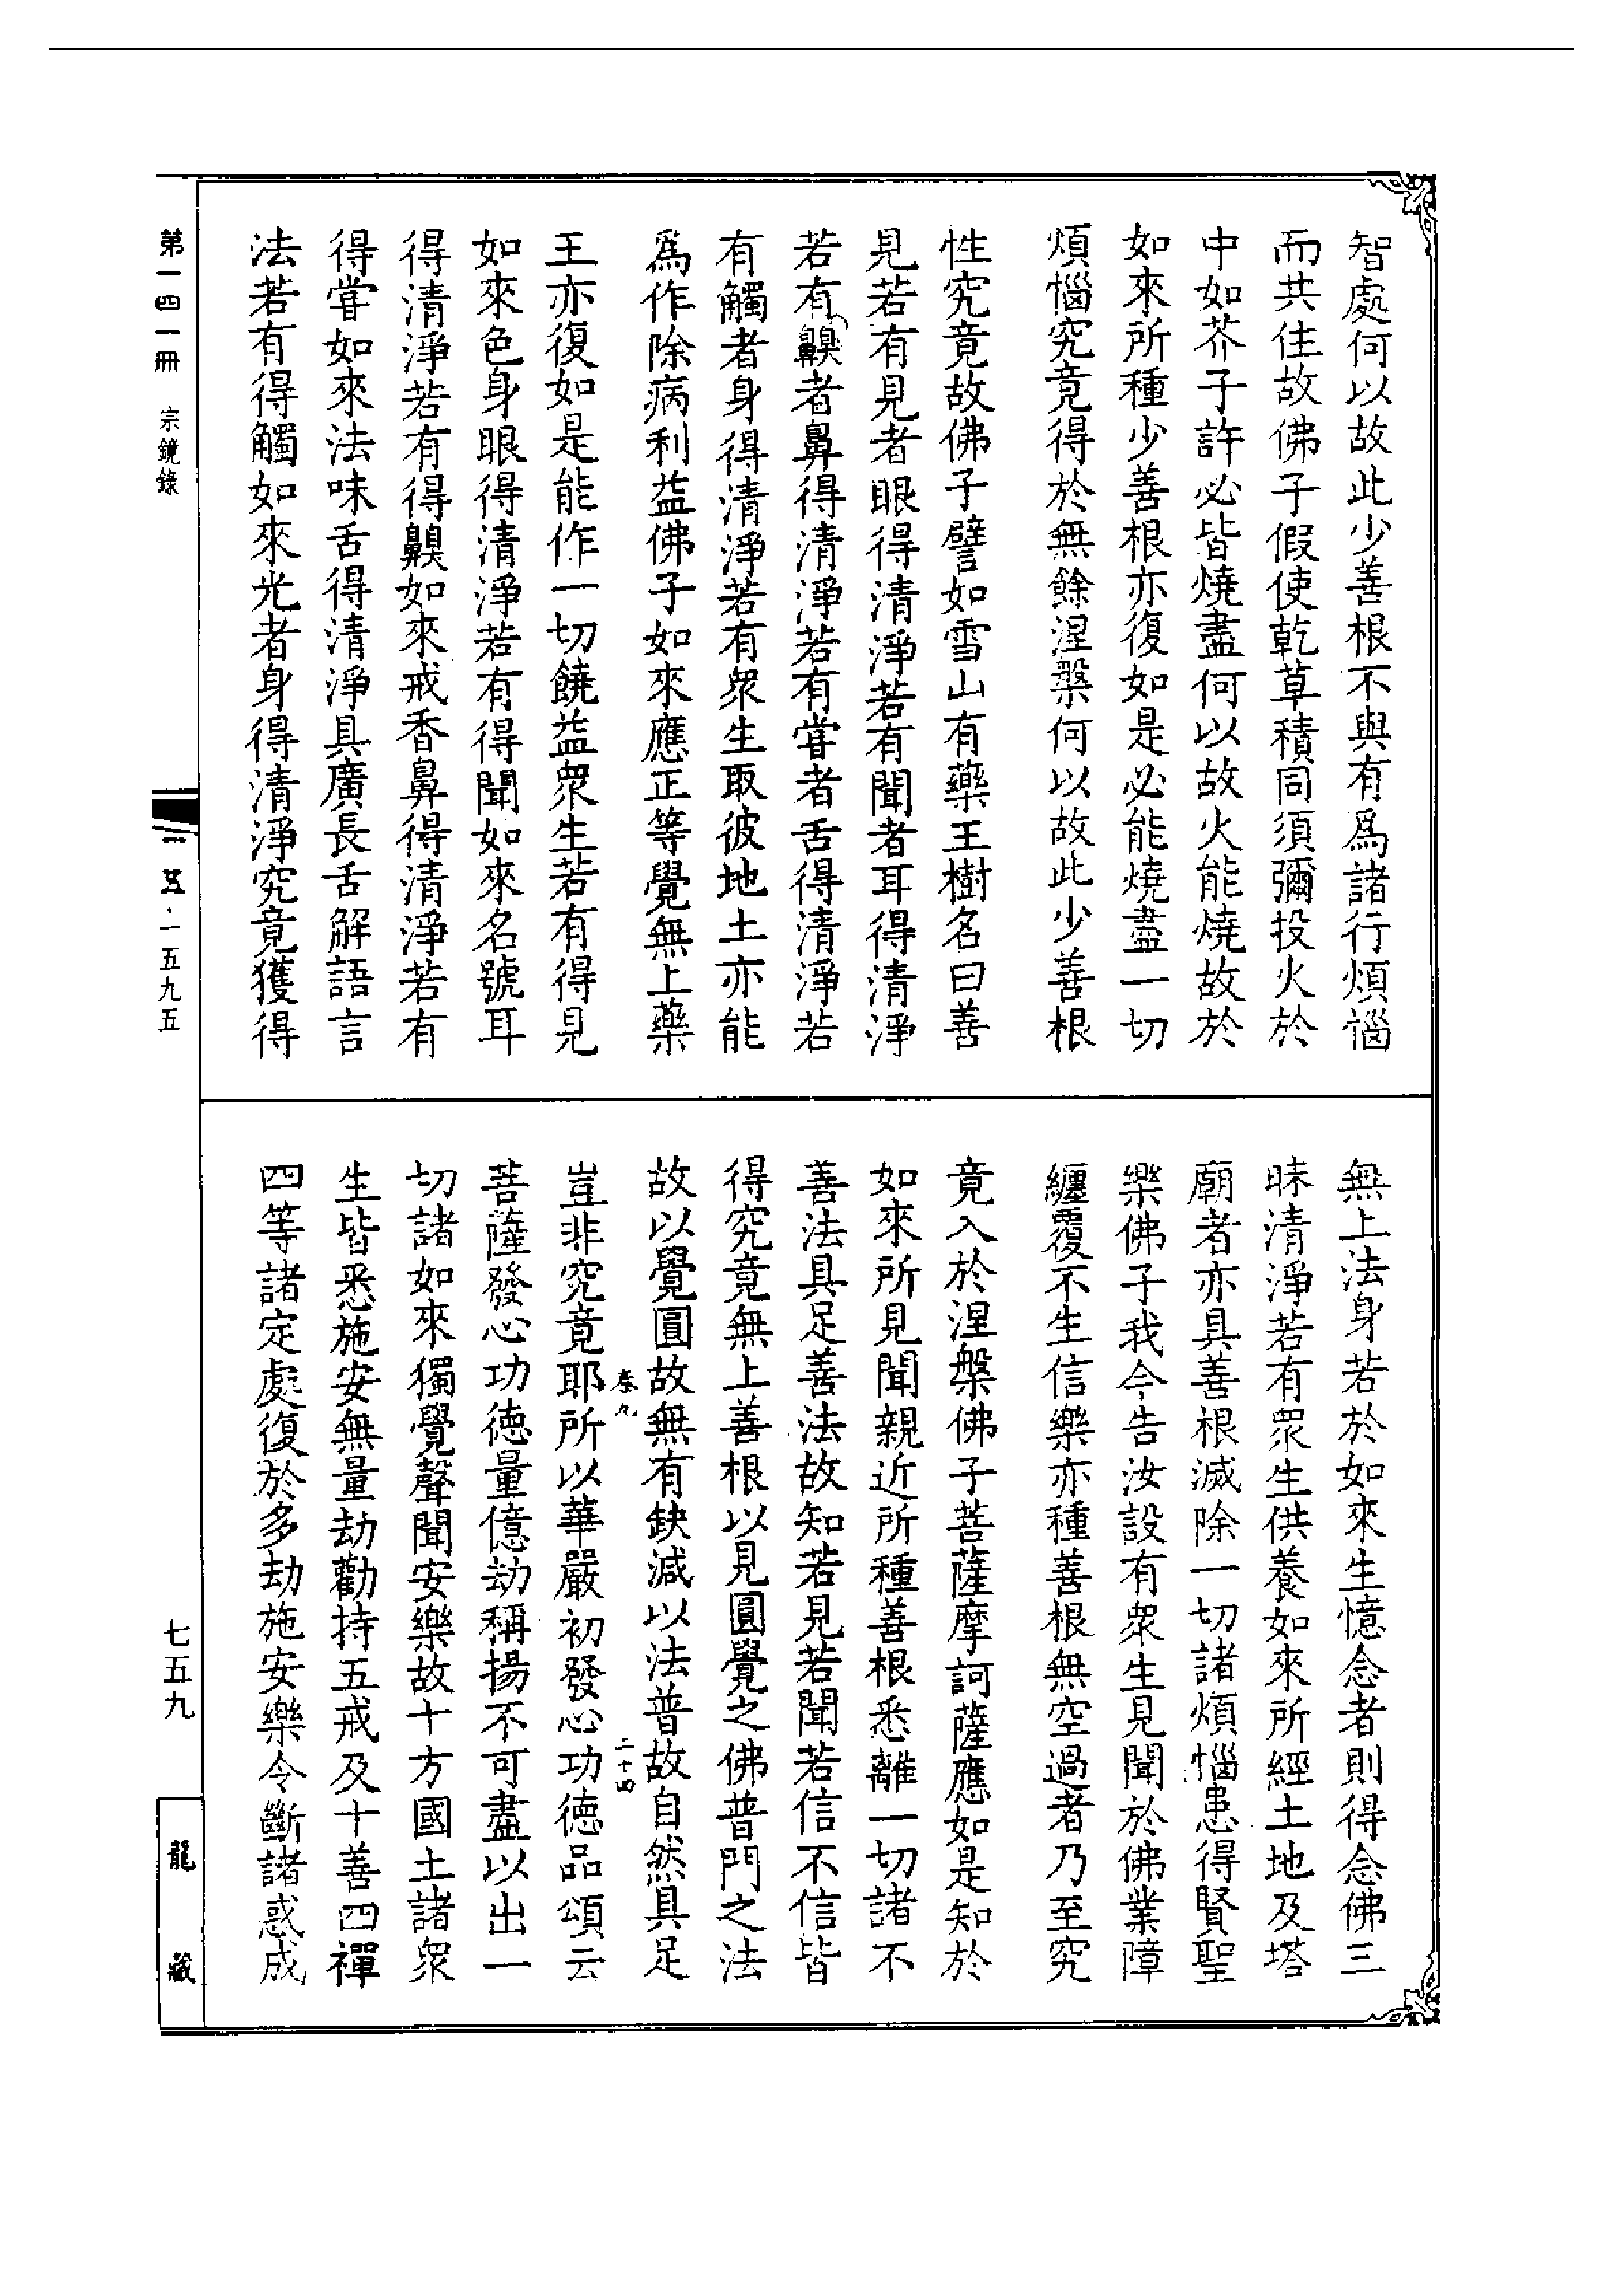 智處何以故此少善根不與有為諸行煩惱
而共住故佛子假使乾草積同須彌投火於
中如芥子許必皆燒盡何以故火能燒故於
如來所種少善根亦復如是必能燒盡一切
煩惱究竟得於無餘涅槃何以故此少善根
性究竟故佛子譬如雪山有藥王樹名曰善
見若有見者眼得清淨若有聞者耳得清淨
若有齅者鼻得清淨若有甞者舌得清淨若
有觸者身得清淨若有眾生取彼地土亦能
為作除病利益佛子如來應正等覺無上藥
王亦復如是能作一切饒益眾生若有得見
如來色身眼得清淨若有得聞如來名號耳
得清淨若有得齅如來戒香鼻得清淨若有
得甞如來法味舌得清淨具廣長舌解語言
法若有得觸如來光者身得清淨究竟獲得
無上法身若於如來生憶念者則得念佛三
昧清淨若有眾生供養如來所經土地及塔
廟者亦具善根滅除一切諸煩惱患得賢聖
樂佛子我今告汝設有眾生見聞於佛業障
纏覆不生信樂亦種善根無空過者乃至究
竟入於涅槃佛子菩薩摩訶薩應如是知於
如來所見聞親近所種善根悉離一切諸不
善法具足善法故知若見若聞若信不信皆
得究竟無上善根以見圓覺之佛普門之法
故以覺圓故無有缺減以法普故自然具足
豈非究竟耶所以華嚴初發心功德品頌云
菩薩發心功德量億劫稱揚不可盡以出一
切諸如來獨覺聲聞安樂故十方國土諸眾
生皆悉施安無量劫勸持五戒及十善四禪
四等諸定處復於多劫施安樂令斷諸惑成
二十四
第一四一冊 宗鏡錄
五·一五九五
七五九
龍藏